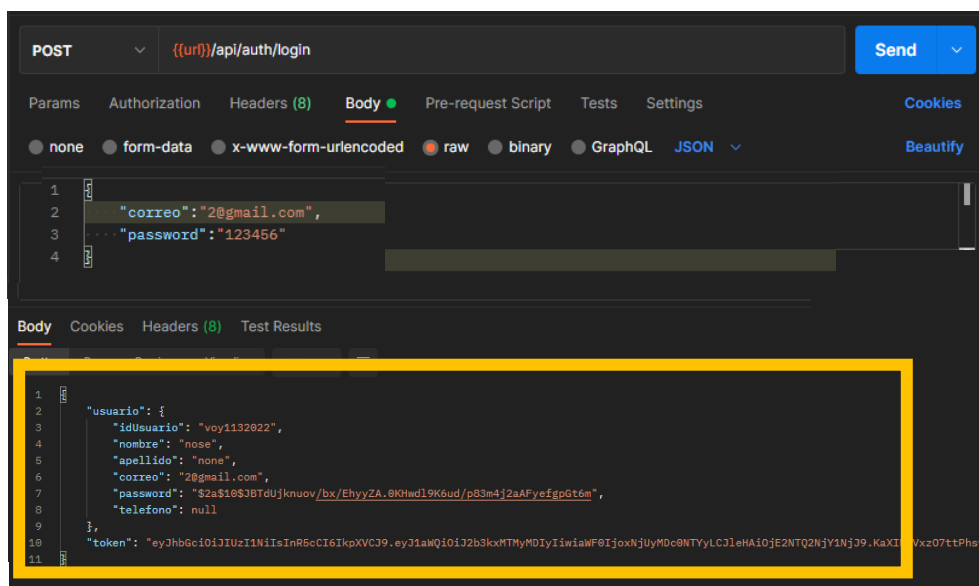 POST {{url}}/api/auth/login Send
Params Authorization Headers (8) Body Pre-request Script Tests Settings Cookies
none form-data x-www-form-urlencoded raw binary GraphQL JSON Beautify
1 {
2 "correo":"2@gmail.com",
3 "password":"123456"
4 }
Body Cookies Headers (8) Test Results
1 {
2 "usuario": {
3 "idUsuario": "voy1132022",
4 "nombre": "nose",
5 "apellido": "none",
6 "correo": "2@gmail.com",
7 "password": "$2a$10$JBTdUjknuov/bx/EhyyZA.0KHwdl9K6ud/p83m4j2aAFyefgpGt6m",
8 "telefono": null
9 },
10 "token":
11 }